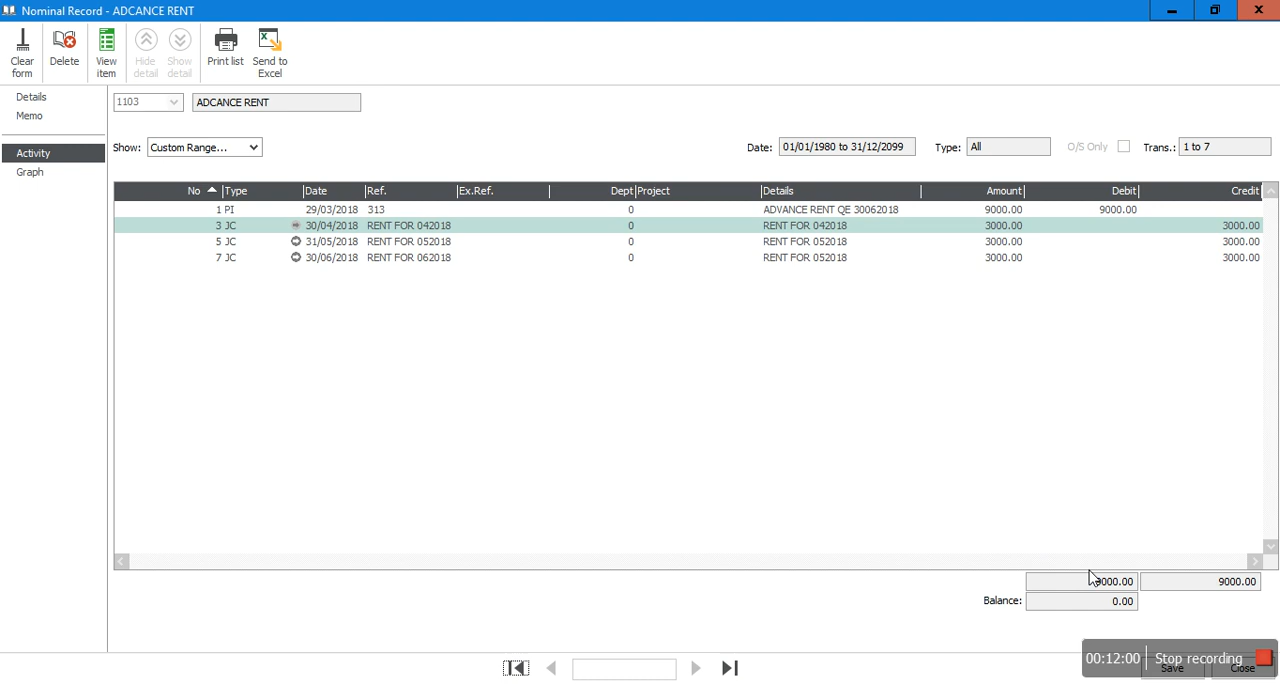 Nominal Record - ADCANCE RENT
Clear form
Delete
View item
Hide detail
Show detail
Print list
Send to Excel
Details
Memo
Activity
Graph
1103 ADCANCE RENT
Show: Custom Range... Date: 01/01/1980 to 31/12/2099 Type: All O/S Only Trans.: 1 to 7
No Type Date Ref. Ex.Ref. Dept Project Details Amount Debit Credit
1 PI 29/03/2018 313 0 ADVANCE RENT QE 30062018 9000.00 9000.00
3 JC 30/04/2018 RENT FOR 042018 0 RENT FOR 042018 3000.00 3000.00
5 JC 31/05/2018 RENT FOR 052018 0 RENT FOR 052018 3000.00 3000.00
7 JC 30/06/2018 RENT FOR 062018 0 RENT FOR 052018 3000.00 3000.00
9000.00 9000.00
Balance: 0.00
00:12:00 Stop recording
Save Close